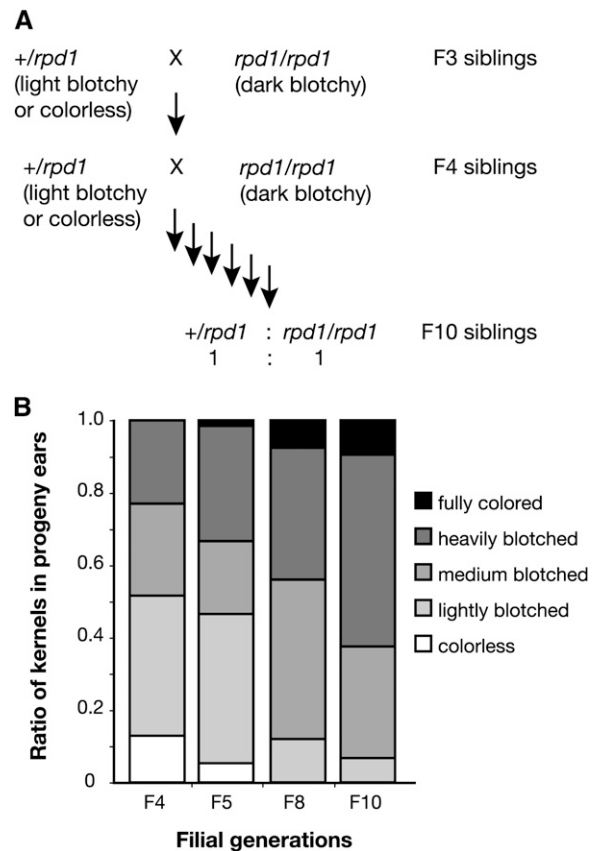 A
+/rpd1 X rpd1/rpd1 F3 siblings
(light blotchy (dark blotchy)
or colorless)
+/rpd1 X rpd1/rpd1 F4 siblings
(light blotchy (dark blotchy)
or colorless)
+/rpd1 : rpd1/rpd1 F10 siblings
1 : 1
B
Ratio of kernels in progeny ears
1.0
0.8
0.6
0.4
0.2
0
fully colored
heavily blotched
medium blotched
lightly blotched
colorless
F4 F5 F8 F10
Filial generations